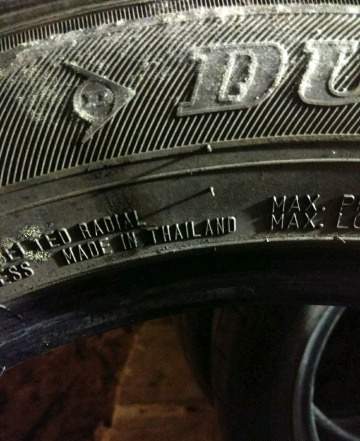 DU
ELTED RADIAL
ESS MADE IN THAILAND
MAX. P
MAX. LO